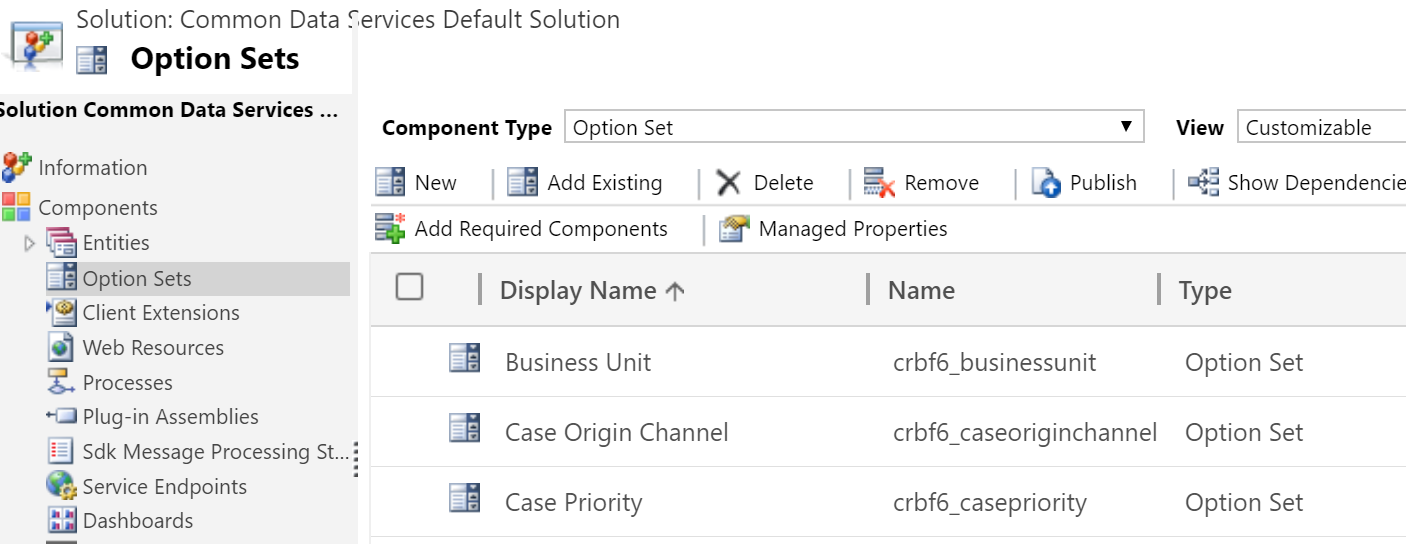 Solution: Common Data Services Default Solution
Option Sets
Solution Common Data Services ...
Information
Components
Entities
Option Sets
Client Extensions
Web Resources
Processes
Plug-in Assemblies
Sdk Message Processing St...
Service Endpoints
Dashboards
Component Type Option Set View Customizable
New Add Existing Delete Remove Publish Show Dependencie
Add Required Components Managed Properties
Display Name Name Type
Business Unit crbf6_businessunit Option Set
Case Origin Channel crbf6_caseoriginchannel Option Set
Case Priority crbf6_casepriority Option Set